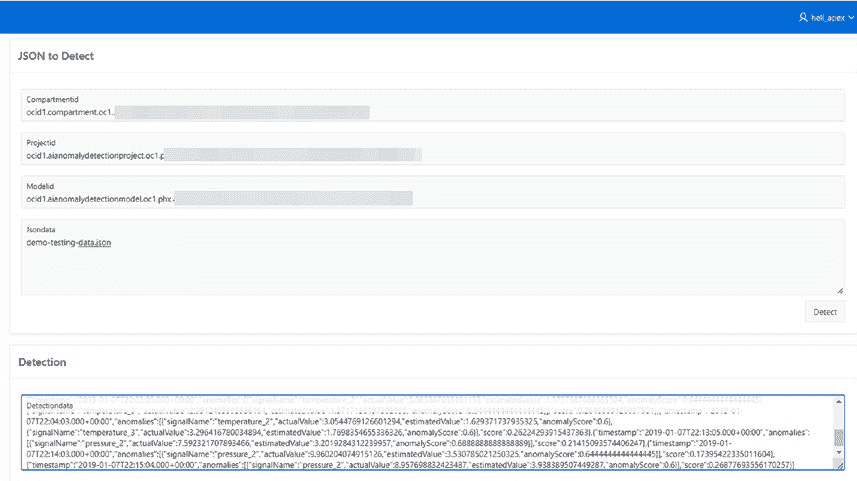 hell_apex
JSON to Detect
Compartmentid
ocid1.compartment.oc1..
Projectid
ocid1.aianomalydetectionproject.oc1.p
Modelid
ocid1.aianomalydetectionmodel.oc1.phx.
Jsondata
demo-testing-data.json
Detect
Detection
Detectiondata
07T22:04:03.000+00:00","anomalies":[{"signalName":"temperature_2","actualValue":3.0544769126601294,"estimatedValue":1.629371737935325,"anomalyScore":0.6},
{"signalName":"temperature_3","actualValue":3.296416780034894,"estimatedValue":1.7698354655336326,"anomalyScore":0.6}],"score":0.26224293915437363},{"timestamp":"2019-01-07T22:13:05.000+00:00","anomalies":
[{"signalName":"pressure_2","actualValue":7.592321707893466,"estimatedValue":3.2019284312239957,"anomalyScore":0.6888888888888889}],"score":0.21415093574406247},{"timestamp":"2019-01-
07T22:14:03.000+00:00","anomalies":[{"signalName":"pressure_2","actualValue":9.960204074915126,"estimatedValue":3.530785021250325,"anomalyScore":0.6444444444444445}],"score":0.17395422335011604},
{"timestamp":"2019-01-07T22:15:04.000+00:00","anomalies":[{"signalName":"pressure_2","actualValue":8.957698832423487,"estimatedValue":3.938389507449287,"anomalyScore":0.6}],"score":0.26877693556170257}]